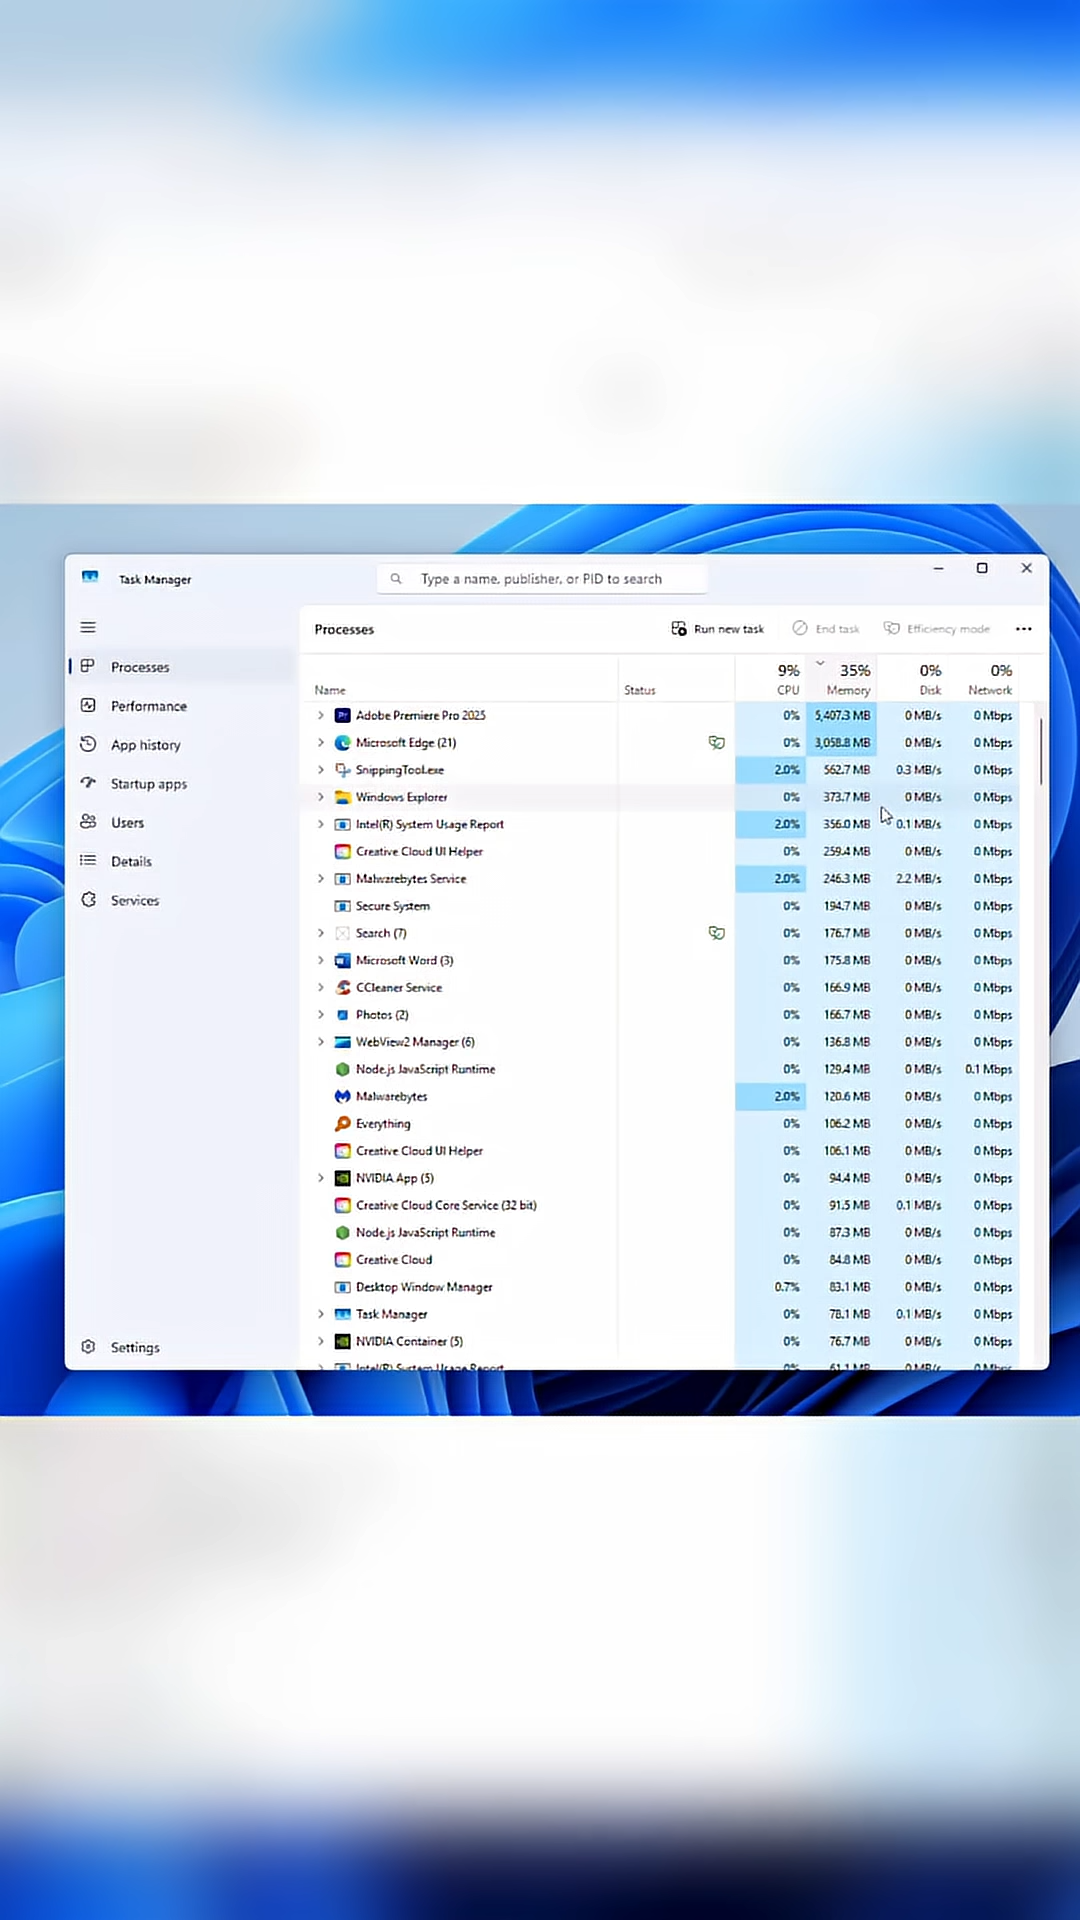 Task Manager
Type a name, publisher, or PID to search
Processes
Performance
App history
Startup apps
Users
Details
Services
Settings
Processes Run new task End task Efficiency mode
9% 35% 0% 0%
Name Status CPU Memory Disk Network
Adobe Premiere Pro 2025 0% 5,407.3 MB 0 MB/s 0 Mbps
Microsoft Edge (21) 0% 3,058.8 MB 0 MB/s 0 Mbps
SnippingTool.exe 2.0% 562.7 MB 0.3 MB/s 0 Mbps
Windows Explorer 0% 373.7 MB 0 MB/s 0 Mbps
Intel(R) System Usage Report 2.0% 356.0 MB 0.1 MB/s 0 Mbps
Creative Cloud UI Helper 0% 259.4 MB 0 MB/s 0 Mbps
Malwarebytes Service 2.0% 246.3 MB 2.2 MB/s 0 Mbps
Secure System 0% 194.7 MB 0 MB/s 0 Mbps
Search (7) 0% 176.7 MB 0 MB/s 0 Mbps
Microsoft Word (3) 0% 175.8 MB 0 MB/s 0 Mbps
CCleaner Service 0% 166.9 MB 0 MB/s 0 Mbps
Photos (2) 0% 166.7 MB 0 MB/s 0 Mbps
WebView2 Manager (6) 0% 136.8 MB 0 MB/s 0 Mbps
Node.js JavaScript Runtime 0% 129.4 MB 0 MB/s 0.1 Mbps
Malwarebytes 2.0% 120.6 MB 0 MB/s 0 Mbps
Everything 0% 106.2 MB 0 MB/s 0 Mbps
Creative Cloud UI Helper 0% 106.1 MB 0 MB/s 0 Mbps
NVIDIA App (5) 0% 94.4 MB 0 MB/s 0 Mbps
Creative Cloud Core Service (32 bit) 0% 91.5 MB 0.1 MB/s 0 Mbps
Node.js JavaScript Runtime 0% 87.3 MB 0 MB/s 0 Mbps
Creative Cloud 0% 84.8 MB 0 MB/s 0 Mbps
Desktop Window Manager 0.7% 83.1 MB 0 MB/s 0 Mbps
Task Manager 0% 78.1 MB 0.1 MB/s 0 Mbps
NVIDIA Container (5) 0% 76.7 MB 0 MB/s 0 Mbps
Intel(R) System Usage Report 0% 61.1 MB 0 MB/s 0 Mbps